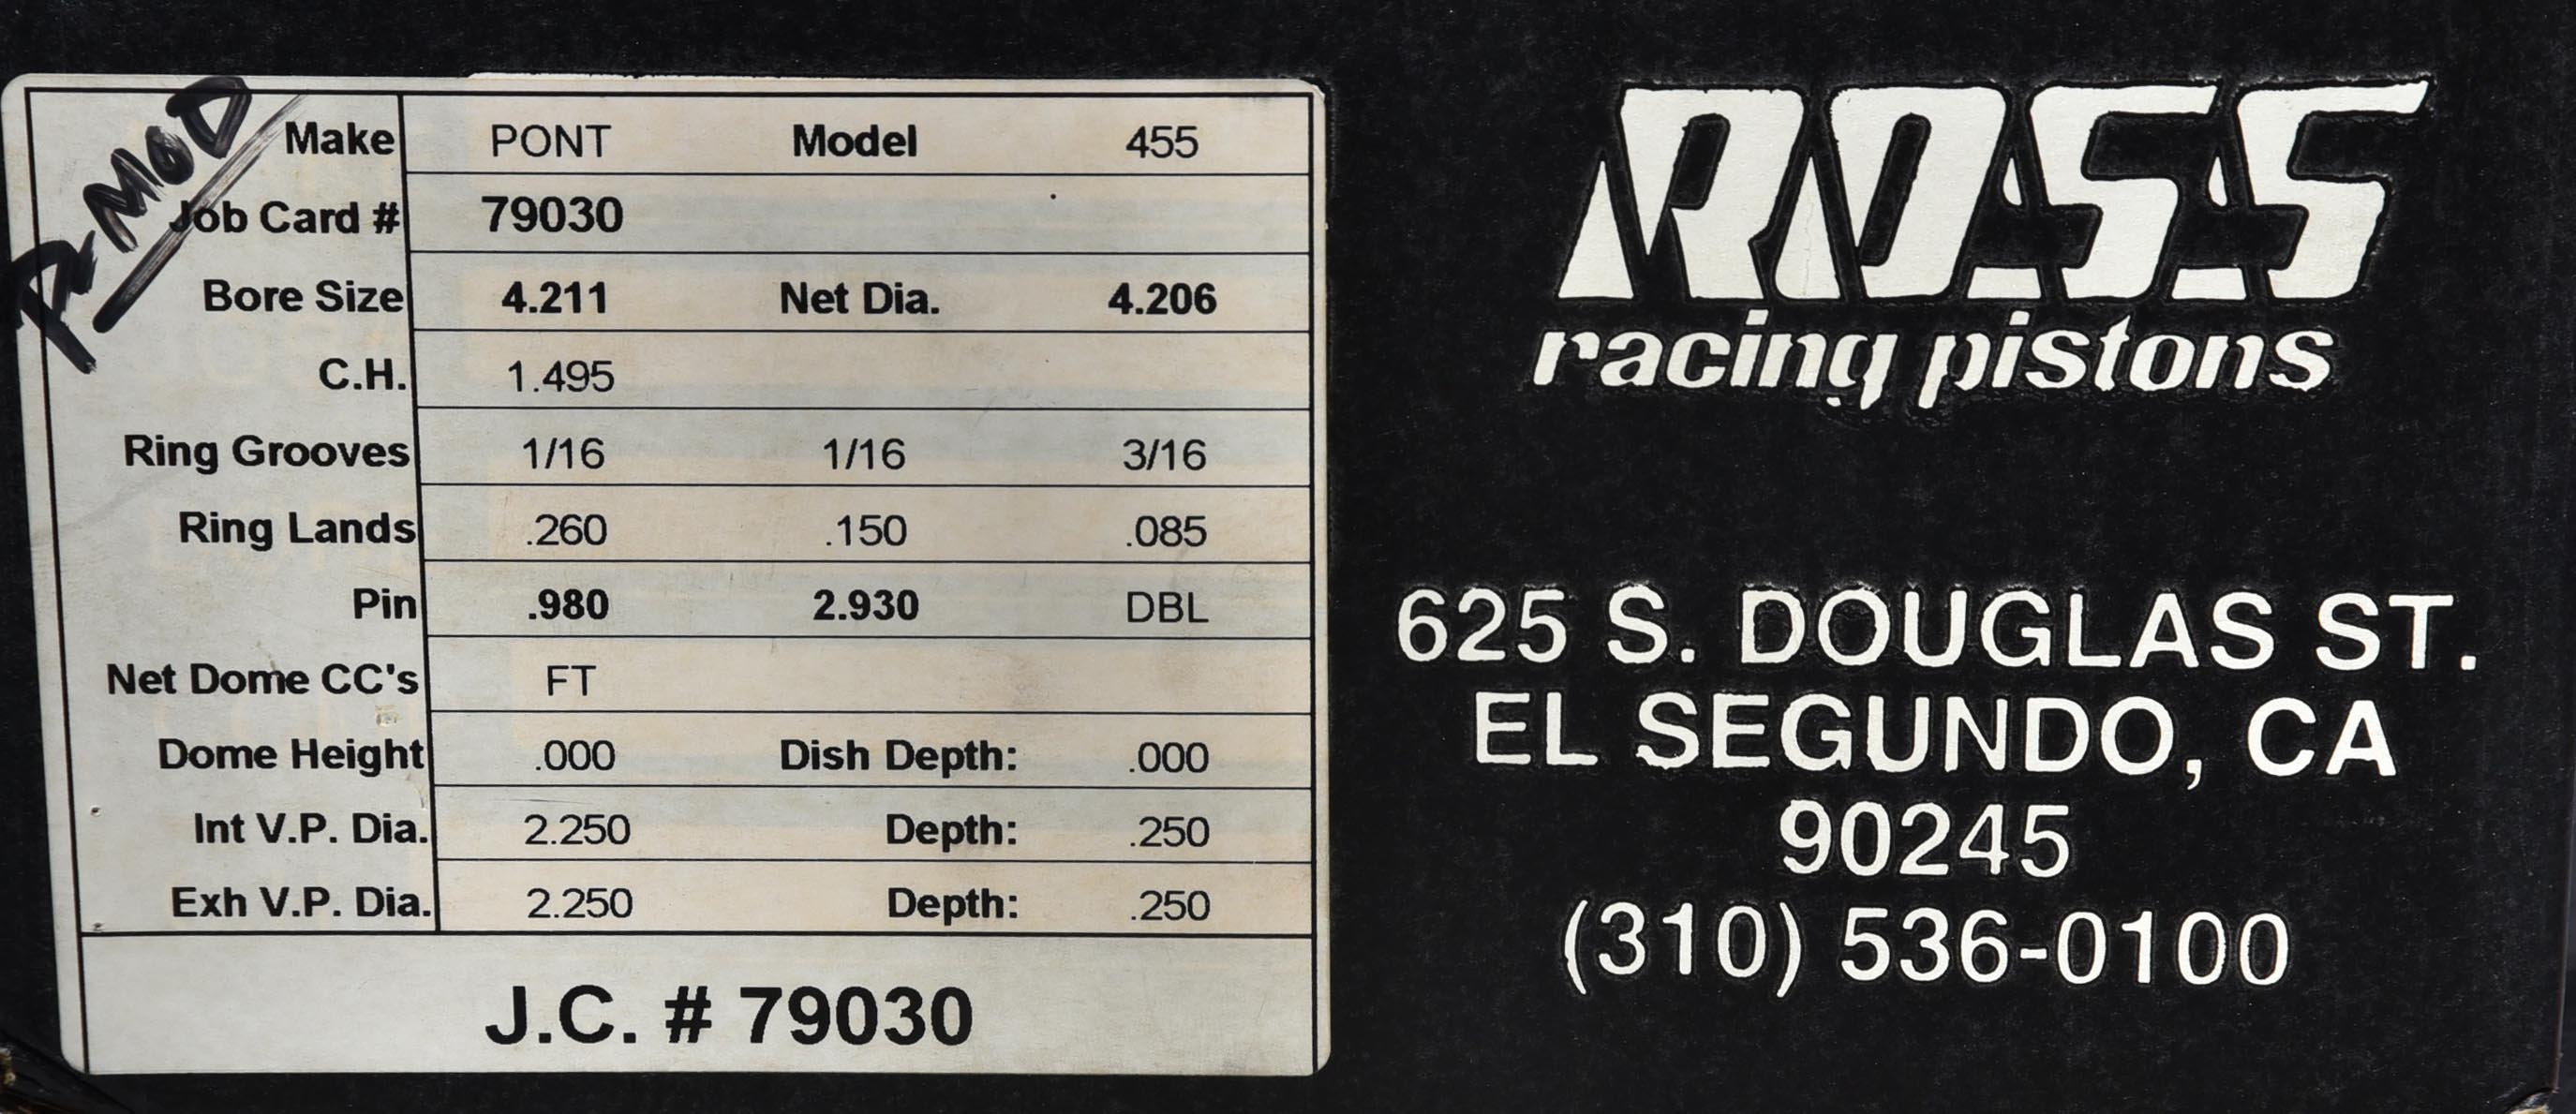 P-MOD
Make PONT Model 455
Job Card # 79030
Bore Size 4.211 Net Dia. 4.206
C.H. 1.495
Ring Grooves 1/16 1/16 3/16
Ring Lands .260 .150 .085
Pin .980 2.930 DBL
Net Dome CC's FT
Dome Height .000 Dish Depth: .000
Int V.P. Dia. 2.250 Depth: .250
Exh V.P. Dia. 2.250 Depth: .250
J.C. # 79030
ROSS
racing pistons
625 S. DOUGLAS ST.
EL SEGUNDO, CA
90245
(310) 536-0100